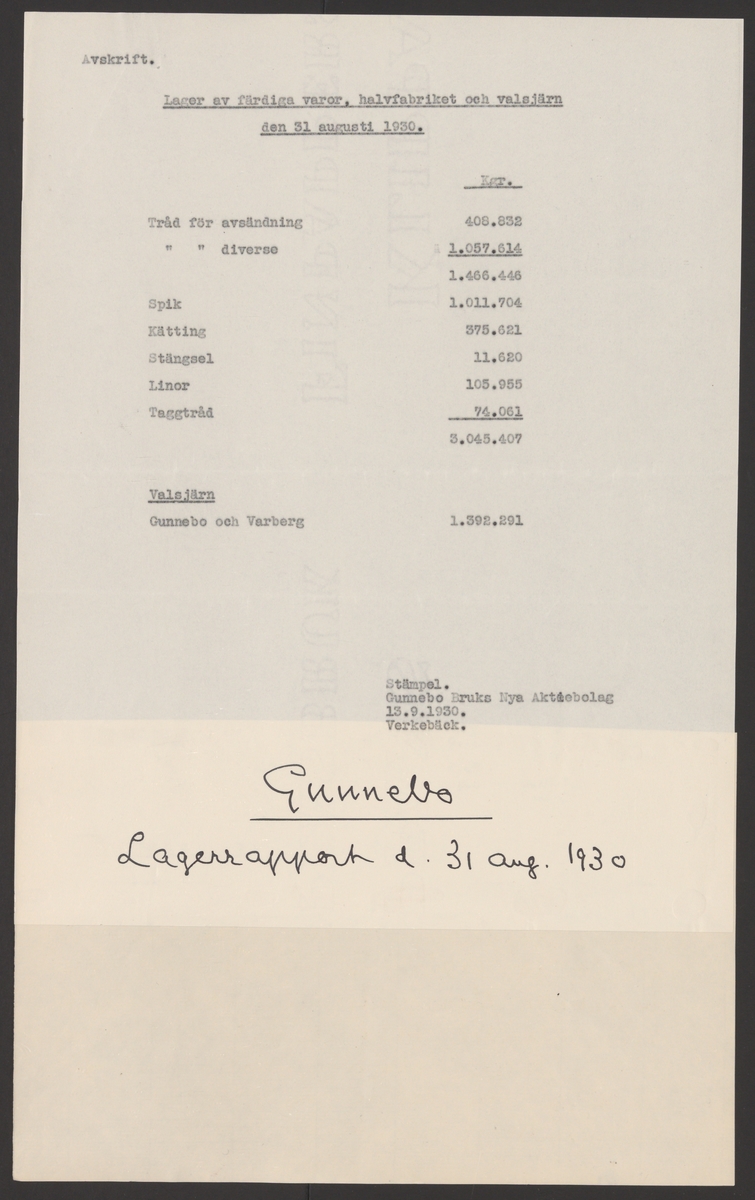 Avskrift.
Lager av färdiga varor, halvfabriket och valsjärn
den 31 augusti 1930.
Kgr.
Tråd för avsändning 408.832
" " diverse 1.057.614
1.466.446
Spik 1.011.704
Kätting 375.621
Stängsel 11.620
Linor 105.955
Taggtråd 74.061
3.045.407
Valsjärn
Gunnebo och Varberg 1.392.291
Stämpel.
Gunnebo Bruks Nya Aktiebolag
13.9.1930.
Verkebäck.
Gunnebo
Lagerrapport d. 31 aug. 1930